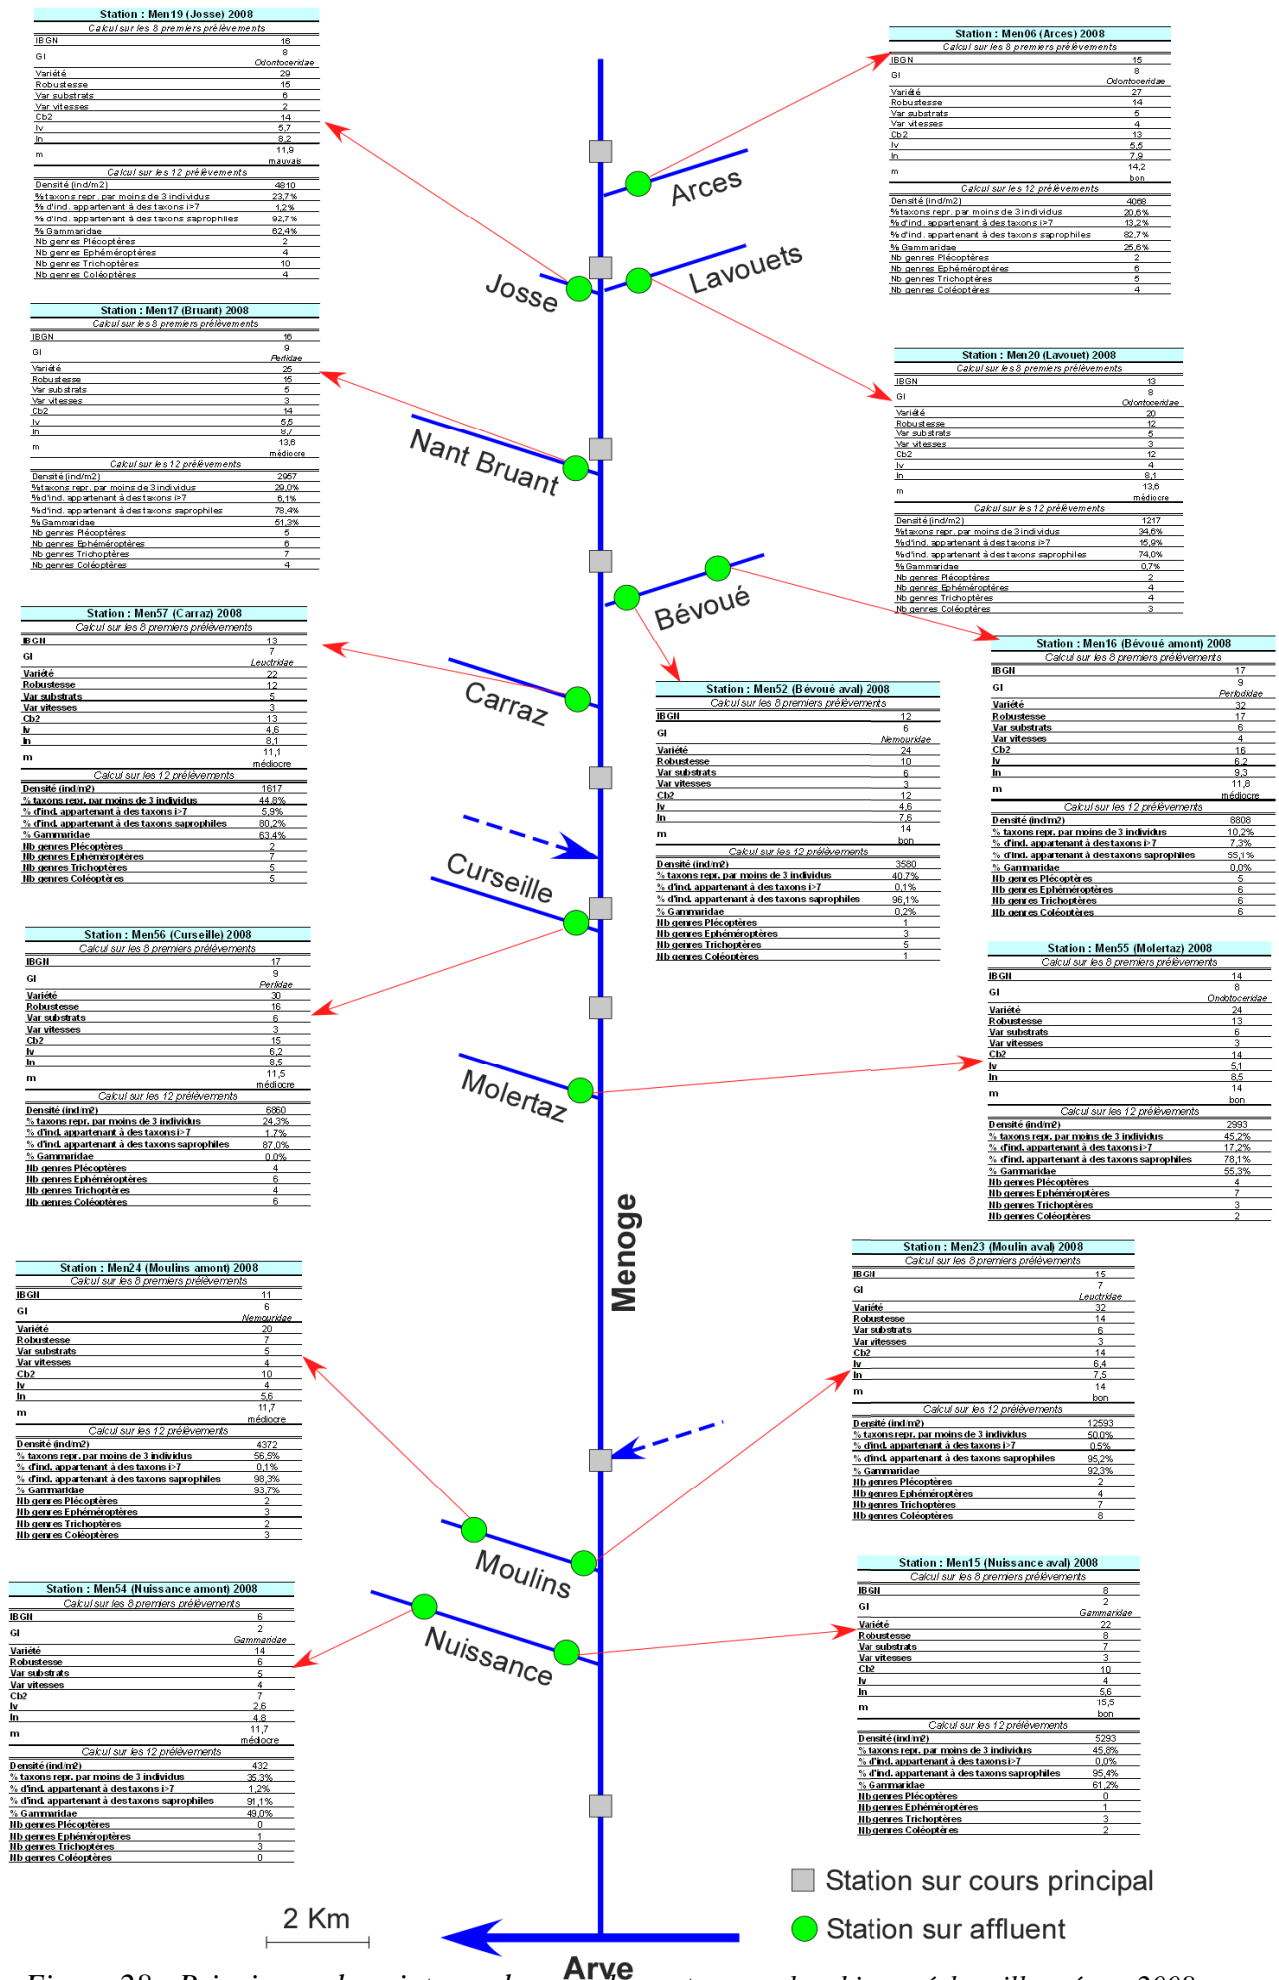 Station : Men19 (Josse) 2008
Calcul sur les 8 premiers prélèvements
IBGN 16
GI 8
Odontoceridae
Variété 29
Robustesse 15
Var substrats 6
Var vitesses 2
Cb2 14
Iv 5,7
In 8,2
m 11,9
mauvais
Calcul sur les 12 prélèvements
Densité (ind/m2) 4810
% taxons repr. par moins de 3 individus 23,7%
% d'ind. appartenant à des taxons i>7 1,2%
% d'ind. appartenant à des taxons saprophiles 92,7%
% Gammaridae 62,4%
Nb genres Plécoptères 2
Nb genres Ephéméroptères 4
Nb genres Trichoptères 10
Nb genres Coléoptères 4
Station : Men06 (Arces) 2008
Calcul sur les 8 premiers prélèvements
IBGN 15
GI 8
Odontoceridae
Variété 27
Robustesse 14
Var substrats 5
Var vitesses 4
Cb2 13
Iv 5,5
In 7,9
m 14,2
bon
Calcul sur les 12 prélèvements
Densité (ind/m2) 4068
% taxons repr. par moins de 3 individus 20,6%
% d'ind. appartenant à des taxons i>7 13,2%
% d'ind. appartenant à des taxons saprophiles 82,7%
% Gammaridae 25,6%
Nb genres Plécoptères 2
Nb genres Ephéméroptères 6
Nb genres Trichoptères 5
Nb genres Coléoptères 4
Arces
Lavouets
Josse
Station : Men17 (Bruant) 2008
Calcul sur les 8 premiers prélèvements
IBGN 16
GI 9
Perlidae
Variété 25
Robustesse 15
Var substrats 5
Var vitesses 3
Cb2 14
Iv 5,5
In 8,7
m 13,6
médiocre
Calcul sur les 12 prélèvements
Densité (ind/m2) 2957
% taxons repr. par moins de 3 individus 29,0%
% d'ind. appartenant à des taxons i>7 6,1%
% d'ind. appartenant à des taxons saprophiles 78,4%
% Gammaridae 51,3%
Nb genres Plécoptères 5
Nb genres Ephéméroptères 6
Nb genres Trichoptères 7
Nb genres Coléoptères 4
Station : Men20 (Lavouet) 2008
Calcul sur les 8 premiers prélèvements
IBGN 13
GI 8
Odontoceridae
Variété 20
Robustesse 12
Var substrats 5
Var vitesses 3
Cb2 12
Iv 4
In 8,1
m 13,6
médiocre
Calcul sur les 12 prélèvements
Densité (ind/m2) 1217
% taxons repr. par moins de 3 individus 34,6%
% d'ind. appartenant à des taxons i>7 15,9%
% d'ind. appartenant à des taxons saprophiles 74,0%
% Gammaridae 0,7%
Nb genres Plécoptères 2
Nb genres Ephéméroptères 4
Nb genres Trichoptères 4
Nb genres Coléoptères 3
Nant Bruant
Bévoué
Station : Men57 (Carraz) 2008
Calcul sur les 8 premiers prélèvements
IBGN 13
GI 7
Leuctridae
Variété 22
Robustesse 12
Var substrats 5
Var vitesses 3
Cb2 13
Iv 4,6
In 8,1
m 11,1
médiocre
Calcul sur les 12 prélèvements
Densité (ind/m2) 1617
% taxons repr. par moins de 3 individus 44,8%
% d'ind. appartenant à des taxons i>7 5,9%
% d'ind. appartenant à des taxons saprophiles 80,2%
% Gammaridae 63,4%
Nb genres Plécoptères 2
Nb genres Ephéméroptères 7
Nb genres Trichoptères 5
Nb genres Coléoptères 5
Carraz
Station : Men52 (Bévoué aval) 2008
Calcul sur les 8 premiers prélèvements
IBGN 12
GI 6
Nemouridae
Variété 24
Robustesse 10
Var substrats 6
Var vitesses 3
Cb2 12
Iv 4,6
In 7,6
m 14
bon
Calcul sur les 12 prélèvements
Densité (ind/m2) 3580
% taxons repr. par moins de 3 individus 40,7%
% d'ind. appartenant à des taxons i>7 0,1%
% d'ind. appartenant à des taxons saprophiles 96,1%
% Gammaridae 0,2%
Nb genres Plécoptères 1
Nb genres Ephéméroptères 3
Nb genres Trichoptères 5
Nb genres Coléoptères 1
Station : Men16 (Bévoué amont) 2008
Calcul sur les 8 premiers prélèvements
IBGN 17
GI 9
Perlodidae
Variété 32
Robustesse 17
Var substrats 6
Var vitesses 4
Cb2 16
Iv 6,2
In 9,3
m 11,8
médiocre
Calcul sur les 12 prélèvements
Densité (ind/m2) 8808
% taxons repr. par moins de 3 individus 10,2%
% d'ind. appartenant à des taxons i>7 7,3%
% d'ind. appartenant à des taxons saprophiles 55,1%
% Gammaridae 0,0%
Nb genres Plécoptères 5
Nb genres Ephéméroptères 6
Nb genres Trichoptères 6
Nb genres Coléoptères 6
Curseille
Station : Men56 (Curseille) 2008
Calcul sur les 8 premiers prélèvements
IBGN 17
GI 9
Perlidae
Variété 30
Robustesse 16
Var substrats 6
Var vitesses 3
Cb2 15
Iv 6,2
In 8,5
m 11,5
médiocre
Calcul sur les 12 prélèvements
Densité (ind/m2) 6860
% taxons repr. par moins de 3 individus 24,3%
% d'ind. appartenant à des taxons i>7 1,7%
% d'ind. appartenant à des taxons saprophiles 87,0%
% Gammaridae 0,0%
Nb genres Plécoptères 4
Nb genres Ephéméroptères 6
Nb genres Trichoptères 4
Nb genres Coléoptères 6
Station : Men55 (Molertaz) 2008
Calcul sur les 8 premiers prélèvements
IBGN 14
GI 8
Ondotoceridae
Variété 24
Robustesse 13
Var substrats 6
Var vitesses 3
Cb2 14
Iv 5,1
In 8,5
m 14
bon
Calcul sur les 12 prélèvements
Densité (ind/m2) 2993
% taxons repr. par moins de 3 individus 45,2%
% d'ind. appartenant à des taxons i>7 17,2%
% d'ind. appartenant à des taxons saprophiles 78,1%
% Gammaridae 55,3%
Nb genres Plécoptères 4
Nb genres Ephéméroptères 7
Nb genres Trichoptères 3
Nb genres Coléoptères 2
Molertaz
Menoge
Station : Men24 (Moulins amont) 2008
Calcul sur les 8 premiers prélèvements
IBGN 11
GI 6
Nemouridae
Variété 20
Robustesse 7
Var substrats 5
Var vitesses 4
Cb2 10
Iv 4
In 5,6
m 11,7
médiocre
Calcul sur les 12 prélèvements
Densité (ind/m2) 4372
% taxons repr. par moins de 3 individus 56,5%
% d'ind. appartenant à des taxons i>7 0,1%
% d'ind. appartenant à des taxons saprophiles 98,3%
% Gammaridae 93,7%
Nb genres Plécoptères 2
Nb genres Ephéméroptères 3
Nb genres Trichoptères 2
Nb genres Coléoptères 3
Station : Men23 (Moulin aval) 2008
Calcul sur les 8 premiers prélèvements
IBGN 15
GI 7
Leuctridae
Variété 32
Robustesse 14
Var substrats 6
Var vitesses 3
Cb2 14
Iv 6,4
In 7,5
m 14
bon
Calcul sur les 12 prélèvements
Densité (ind/m2) 12593
% taxons repr. par moins de 3 individus 50,0%
% d'ind. appartenant à des taxons i>7 0,5%
% d'ind. appartenant à des taxons saprophiles 95,2%
% Gammaridae 92,3%
Nb genres Plécoptères 2
Nb genres Ephéméroptères 4
Nb genres Trichoptères 7
Nb genres Coléoptères 8
Moulins
Nuissance
Station : Men54 (Nuissance amont) 2008
Calcul sur les 8 premiers prélèvements
IBGN 6
GI 2
Gammaridae
Variété 14
Robustesse 6
Var substrats 5
Var vitesses 4
Cb2 7
Iv 2,6
In 4,8
m 11,7
médiocre
Calcul sur les 12 prélèvements
Densité (ind/m2) 432
% taxons repr. par moins de 3 individus 35,3%
% d'ind. appartenant à des taxons i>7 1,2%
% d'ind. appartenant à des taxons saprophiles 91,1%
% Gammaridae 49,0%
Nb genres Plécoptères 0
Nb genres Ephéméroptères 1
Nb genres Trichoptères 3
Nb genres Coléoptères 0
Station : Men15 (Nuissance aval) 2008
Calcul sur les 8 premiers prélèvements
IBGN 8
GI 2
Gammaridae
Variété 22
Robustesse 8
Var substrats 7
Var vitesses 3
Cb2 10
Iv 4
In 5,6
m 15,5
bon
Calcul sur les 12 prélèvements
Densité (ind/m2) 5293
% taxons repr. par moins de 3 individus 45,8%
% d'ind. appartenant à des taxons i>7 0,0%
% d'ind. appartenant à des taxons saprophiles 95,4%
% Gammaridae 61,2%
Nb genres Plécoptères 0
Nb genres Ephéméroptères 1
Nb genres Trichoptères 3
Nb genres Coléoptères 2
Station sur cours principal
Station sur affluent
2 Km
Arve